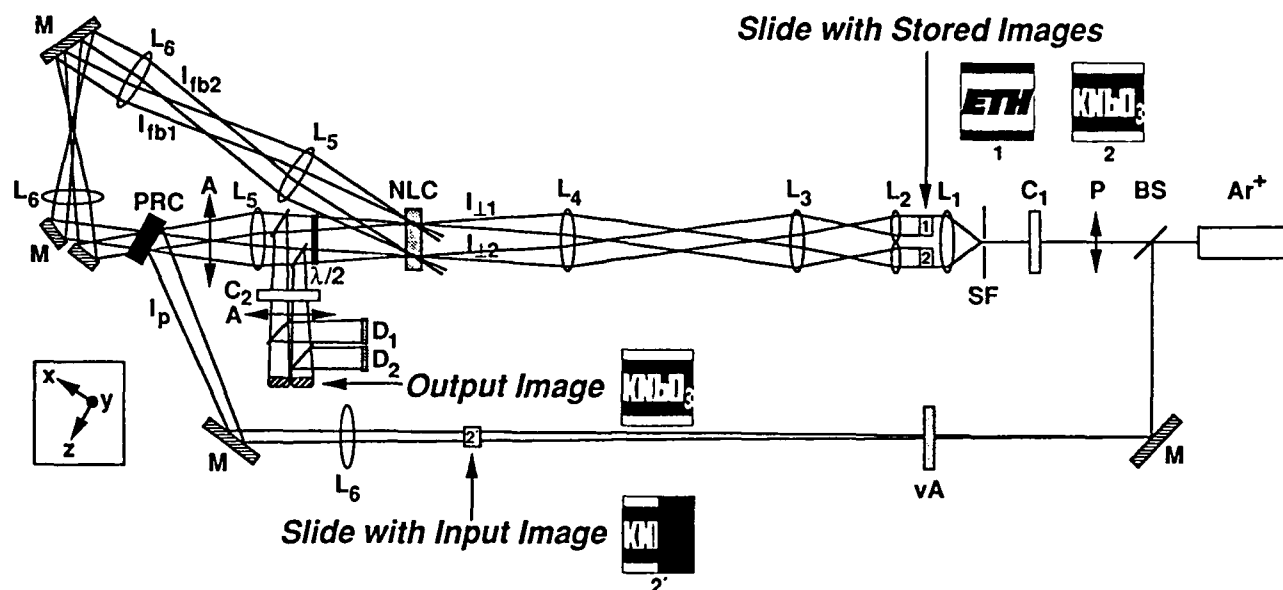 M
L6
Ifb2
Ifb1
L5
Slide with Stored Images
ETH
KNbO3
1
2
L6
PRC
A
L5
NLC
I⊥1
I⊥2
L4
L3
L2
L1
1
2
C1
P
BS
Ar+
M
λ/2
SF
C2
A
D1
D2
Ip
x
y
z
Output Image
KNbO3
M
L6
2'
vA
M
Slide with Input Image
KN
2'